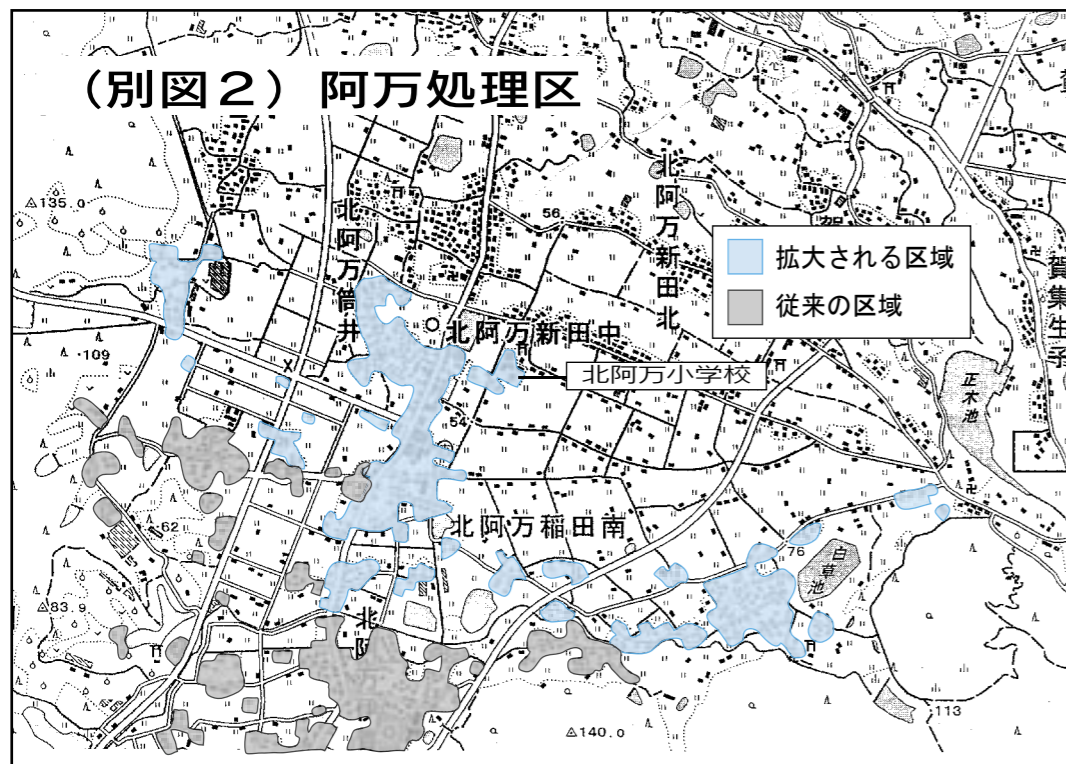 (別図２) 阿万処理区
拡大される区域
従来の区域
北阿万筒井
北阿万新田北
北阿万新田中
北阿万小学校
北阿万稲田南
賀集生子
正木池
白草池
135.0
56
109
54
62
76
83.9
113
140.0